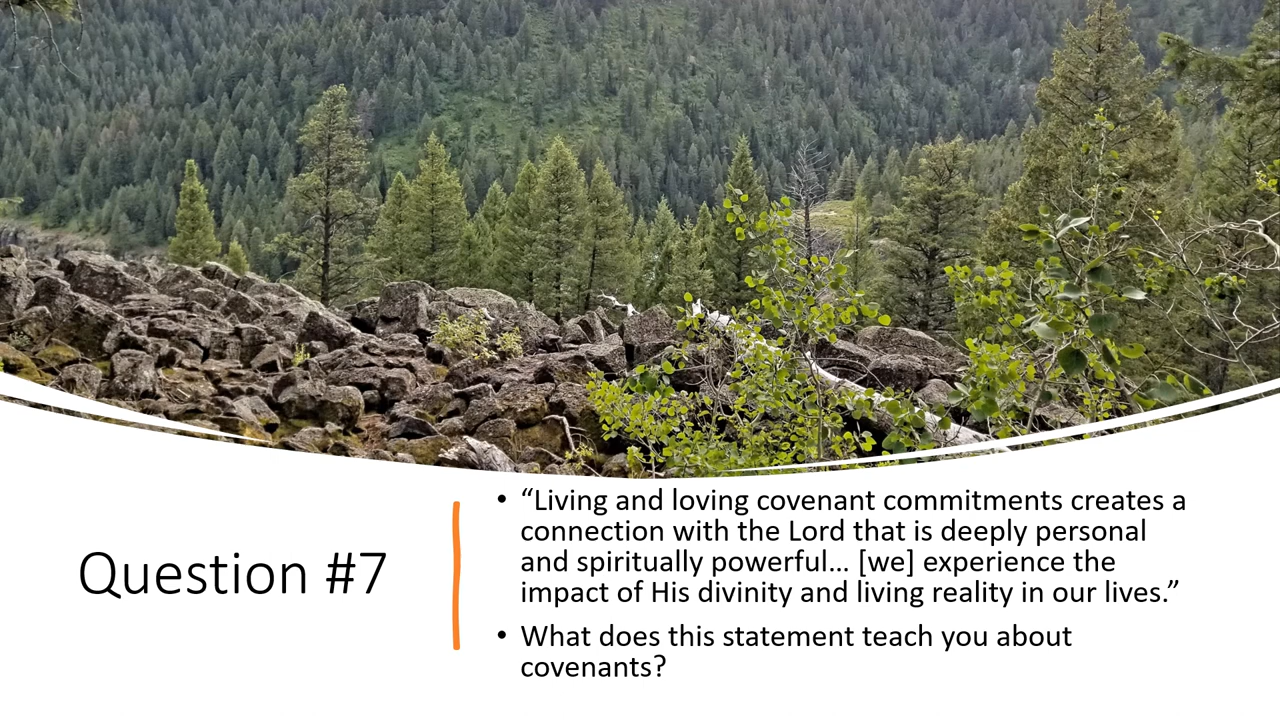 Question #7
• “Living and loving covenant commitments creates a
connection with the Lord that is deeply personal
and spiritually powerful… [we] experience the
impact of His divinity and living reality in our lives.”
• What does this statement teach you about
covenants?